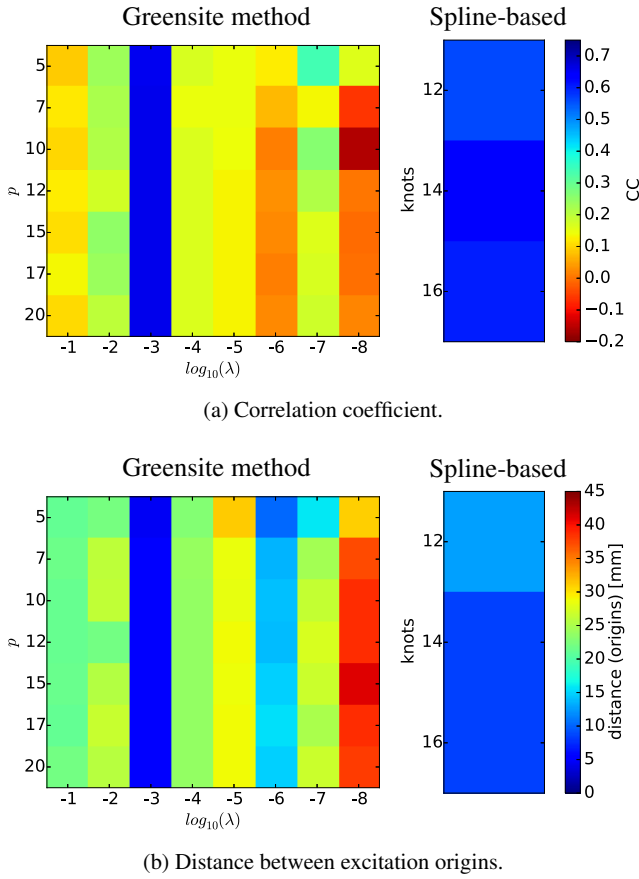 Greensite method
Spline-based
5
7
10
12
15
17
20
p
-1 -2 -3 -4 -5 -6 -7 -8
log10(λ)
12
14
16
knots
0.7
0.6
0.5
0.4
0.3
0.2
0.1
0.0
−0.1
−0.2
CC
(a) Correlation coefficient.
Greensite method
Spline-based
5
7
10
12
15
17
20
p
-1 -2 -3 -4 -5 -6 -7 -8
log10(λ)
12
14
16
knots
45
40
35
30
25
20
15
10
5
0
distance (origins) [mm]
(b) Distance between excitation origins.